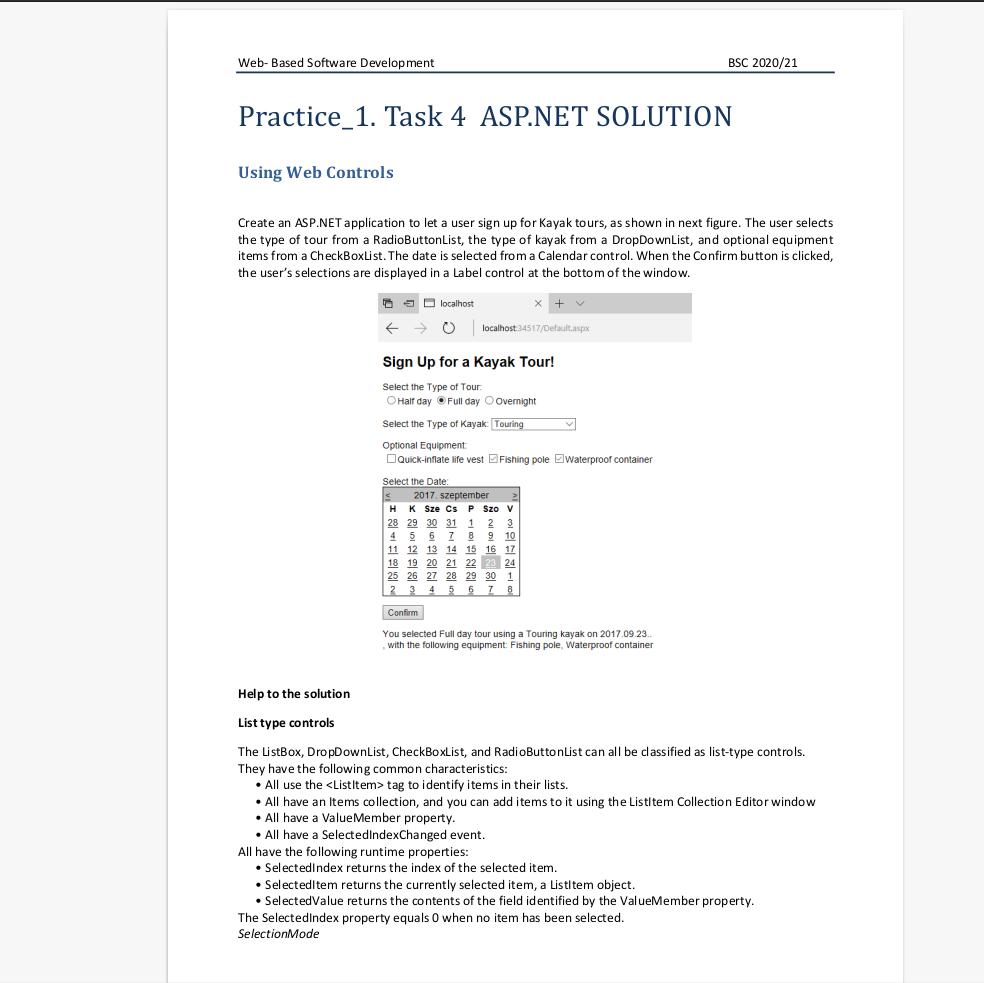 Web- Based Software Development BSC 2020/21
Practice_1. Task 4 ASP.NET SOLUTION
Using Web Controls
Create an ASP.NET application to let a user sign up for Kayak tours, as shown in next figure. The user selects
the type of tour from a RadioButtonList, the type of kayak from a DropDownList, and optional equipment
items from a CheckBoxList. The date is selected from a Calendar control. When the Confirm button is clicked,
the user's selections are displayed in a Label control at the bottom of the window.
localhost
localhost:34517/Default.aspx
Sign Up for a Kayak Tour!
Select the Type of Tour:
Half day Full day Overnight
Select the Type of Kayak: Touring
Optional Equipment:
Quick-inflate life vest Fishing pole Waterproof container
Select the Date:
< 2017. szeptember >
H K Sze Cs P Szo V
28 29 30 31 1 2 3
4 5 6 7 8 9 10
11 12 13 14 15 16 17
18 19 20 21 22 23 24
25 26 27 28 29 30 1
2 3 4 5 6 7 8
Confirm
You selected Full day tour using a Touring kayak on 2017.09.23..
, with the following equipment: Fishing pole, Waterproof container
Help to the solution
List type controls
The ListBox, DropDownList, CheckBoxList, and RadioButtonList can all be classified as list-type controls.
They have the following common characteristics:
• All use the <ListItem> tag to identify items in their lists.
• All have an Items collection, and you can add items to it using the ListItem Collection Editor window
• All have a ValueMember property.
• All have a SelectedIndexChanged event.
All have the following runtime properties:
• SelectedIndex returns the index of the selected item.
• SelectedItem returns the currently selected item, a ListItem object.
• SelectedValue returns the contents of the field identified by the ValueMember property.
The SelectedIndex property equals 0 when no item has been selected.
SelectionMode